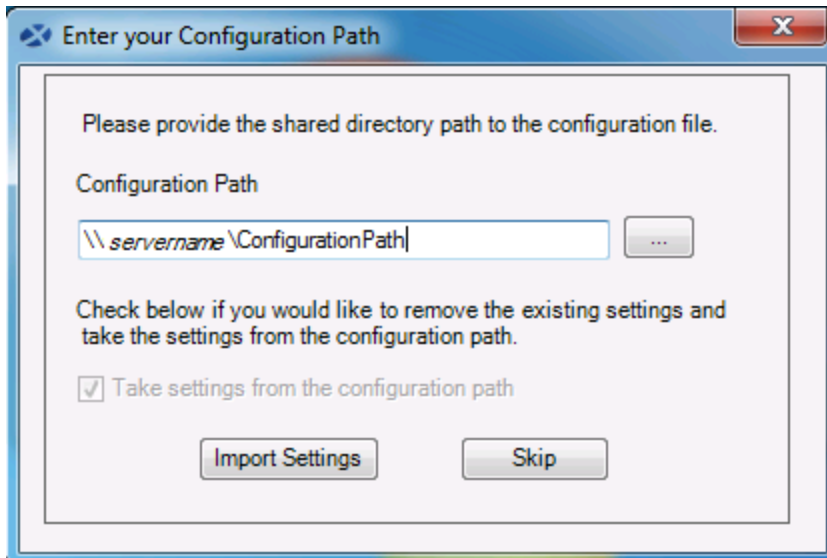 Enter your Configuration Path
Please provide the shared directory path to the configuration file.
Configuration Path
\\ servername \ConfigurationPath
...
Check below if you would like to remove the existing settings and
take the settings from the configuration path.
Take settings from the configuration path
Import Settings
Skip